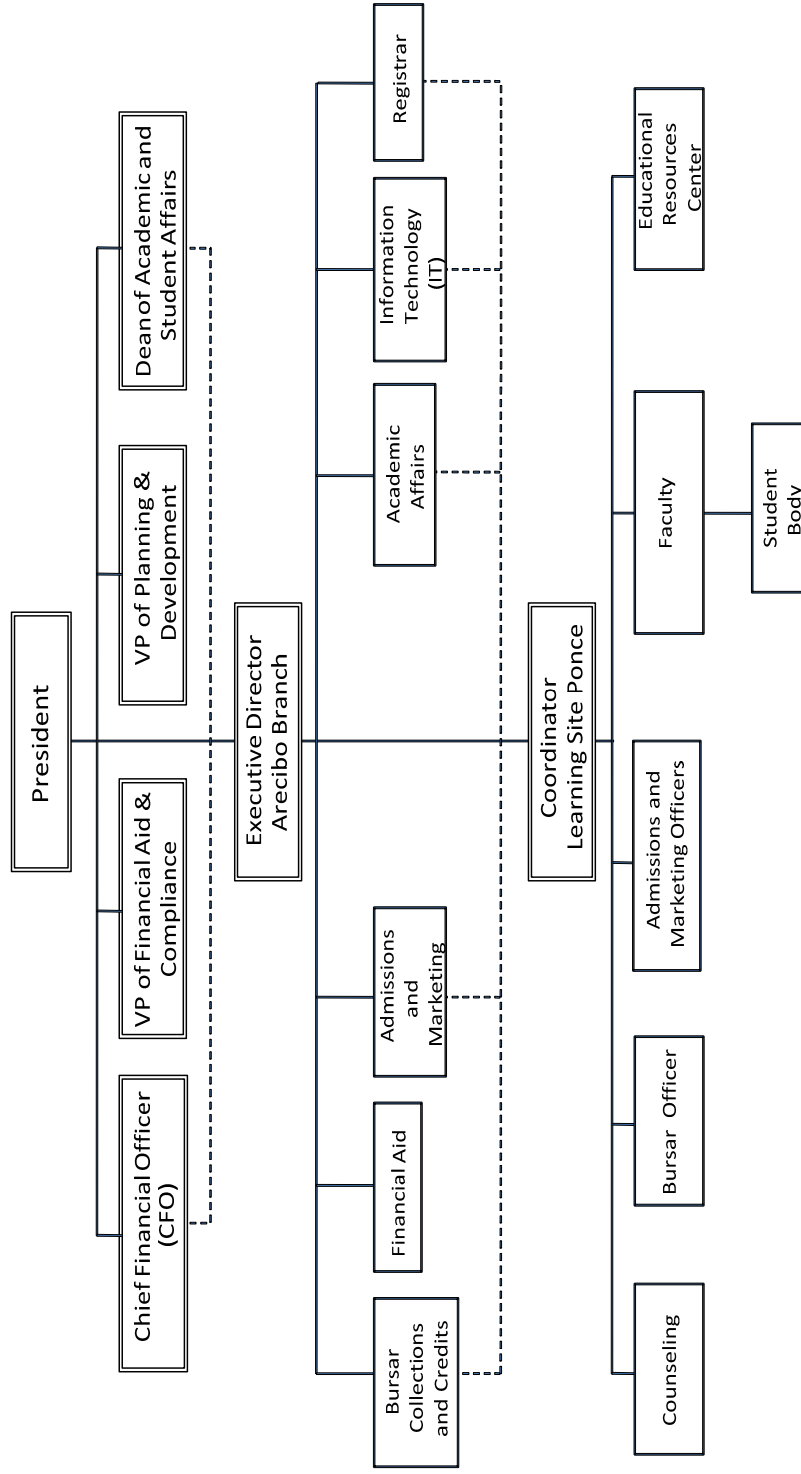 President
Chief Financial Officer
(CFO)
VP of Financial Aid &
Compliance
VP of Planning &
Development
Dean of Academic and
Student Affairs
Executive Director
Arecibo Branch
Bursar
Collections
and Credits
Financial Aid
Admissions
and
Marketing
Academic
Affairs
Information
Technology
(IT)
Registrar
Coordinator
Learning Site Ponce
Counseling
Bursar Officer
Admissions and
Marketing Officers
Faculty
Educational
Resources
Center
Student
Body